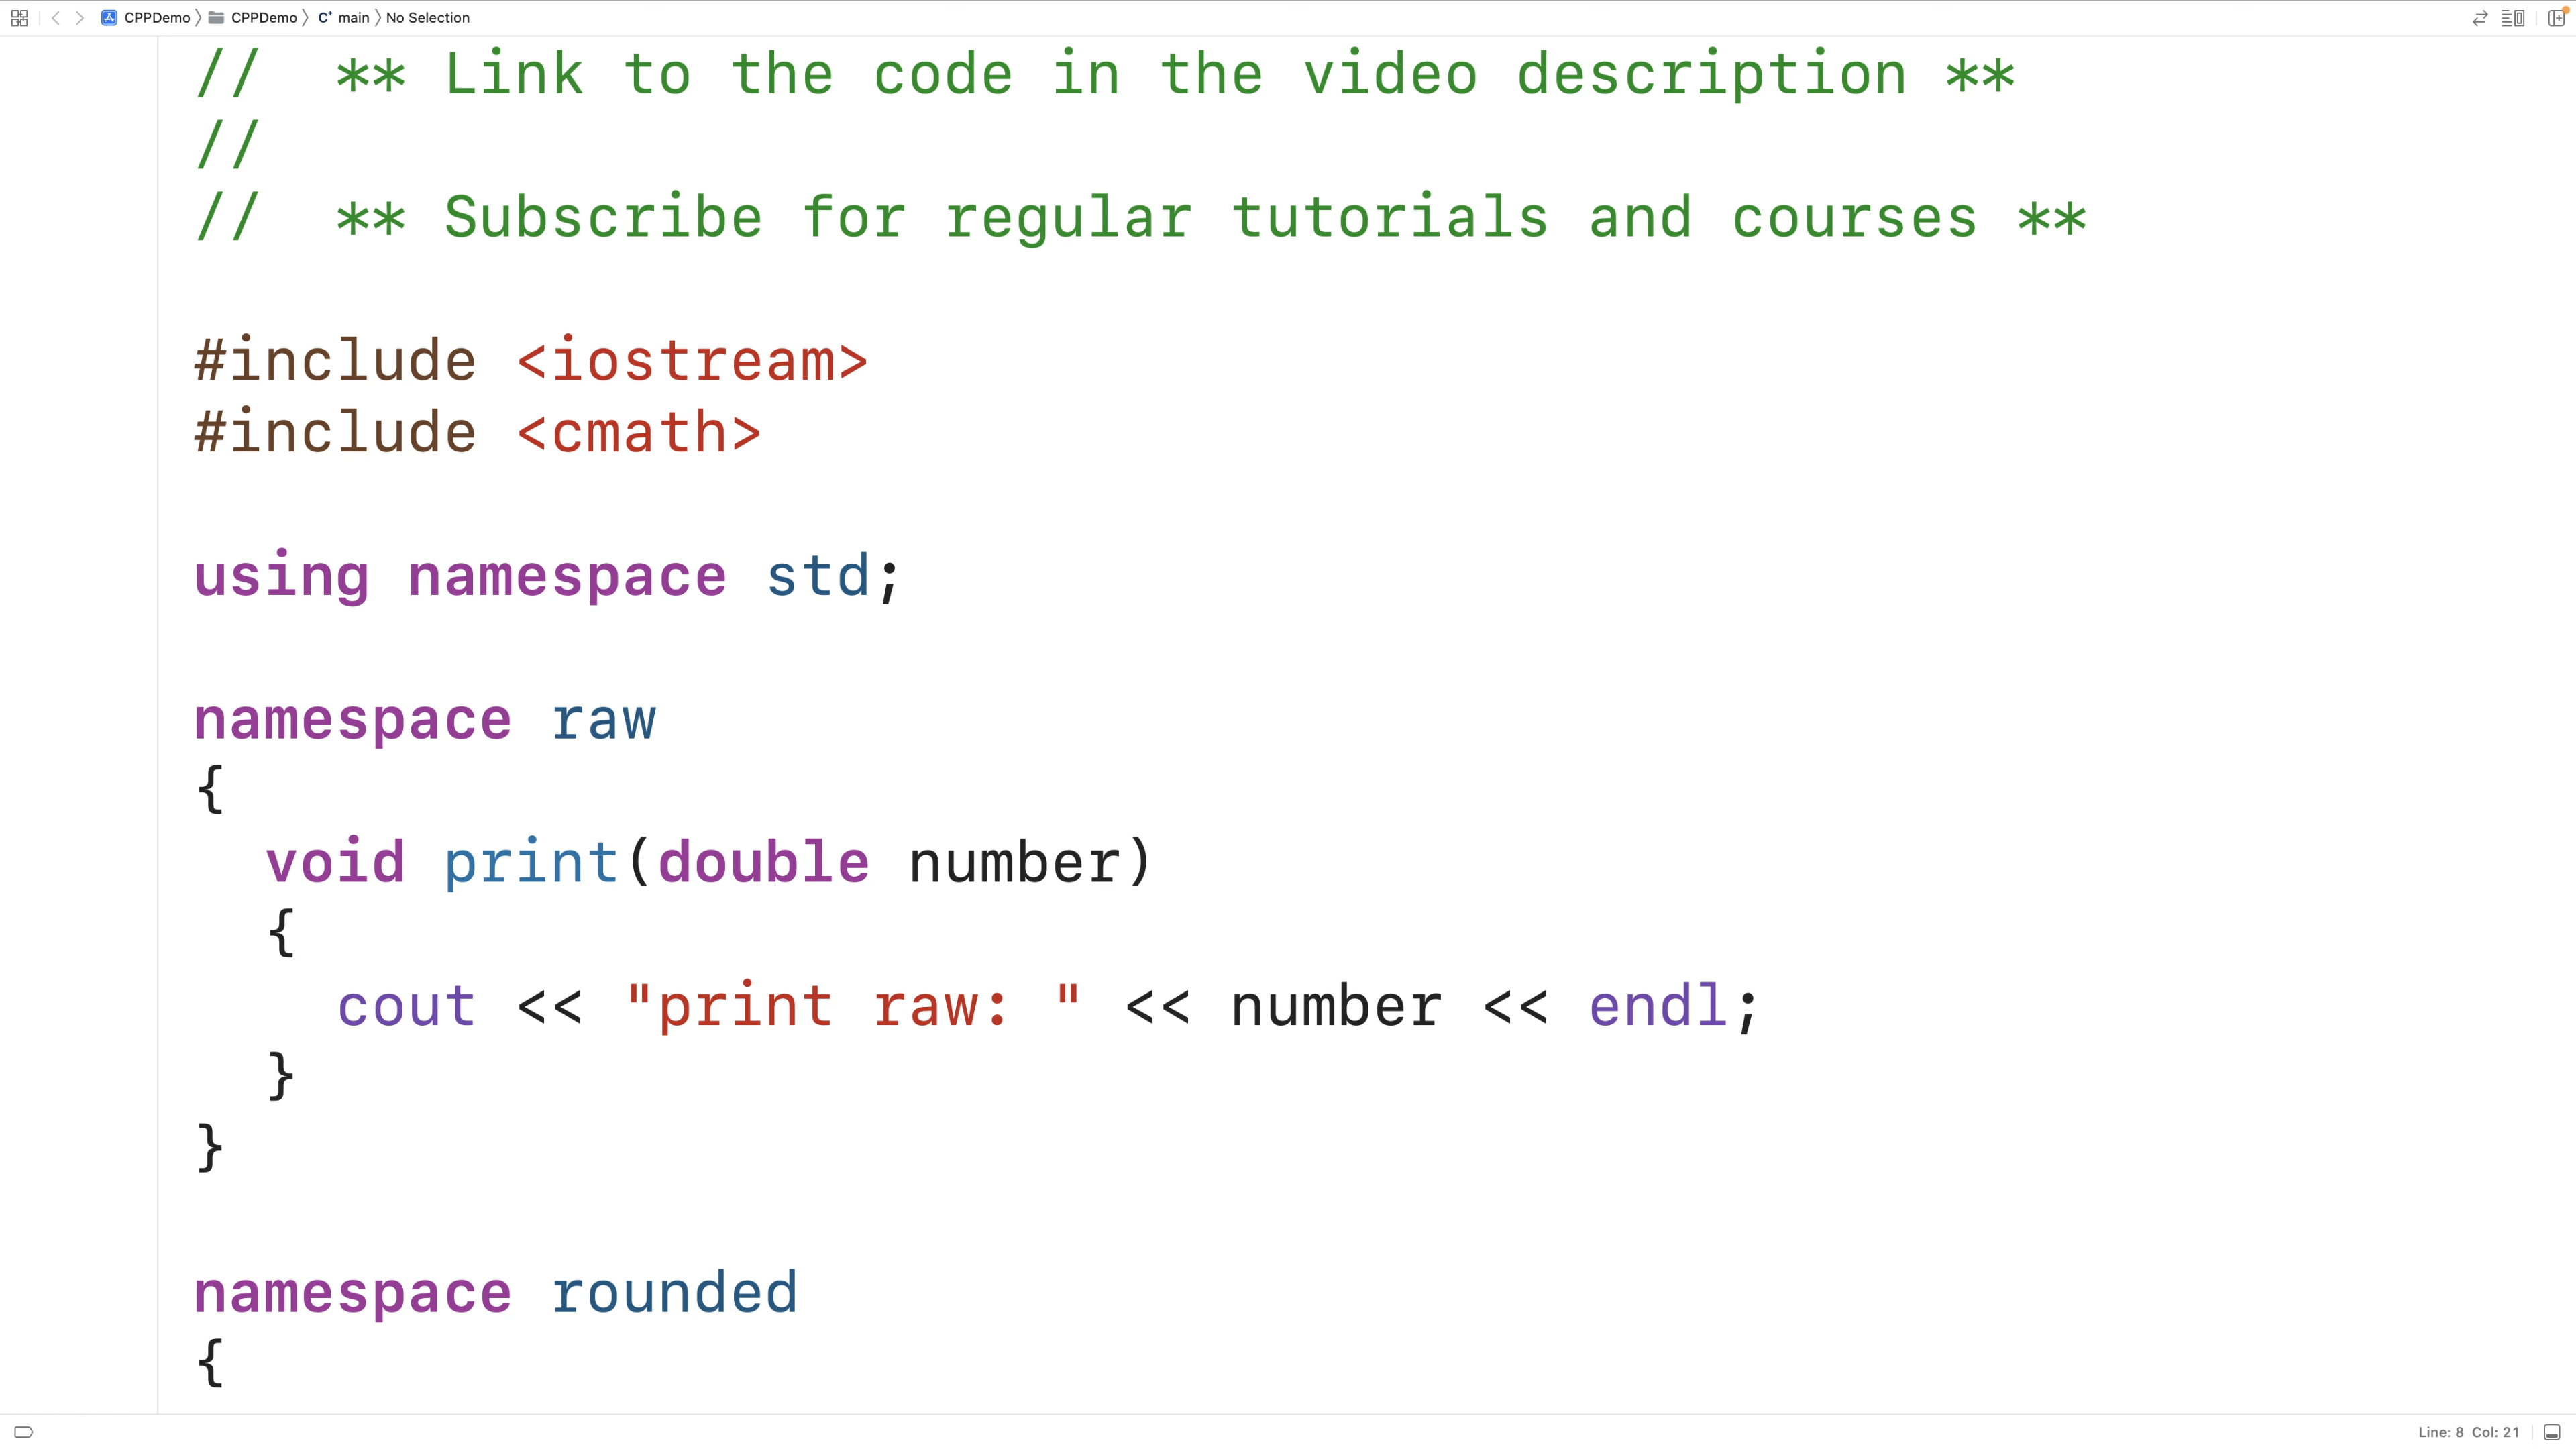 CPPDemo 〉 CPPDemo 〉 C+ main 〉 No Selection
//  ** Link to the code in the video description **
//
//  ** Subscribe for regular tutorials and courses **
#include <iostream>
#include <cmath>
using namespace std;
namespace raw
{
  void print(double number)
  {
    cout << "print raw: " << number << endl;
  }
}
namespace rounded
{
Line: 8 Col: 21